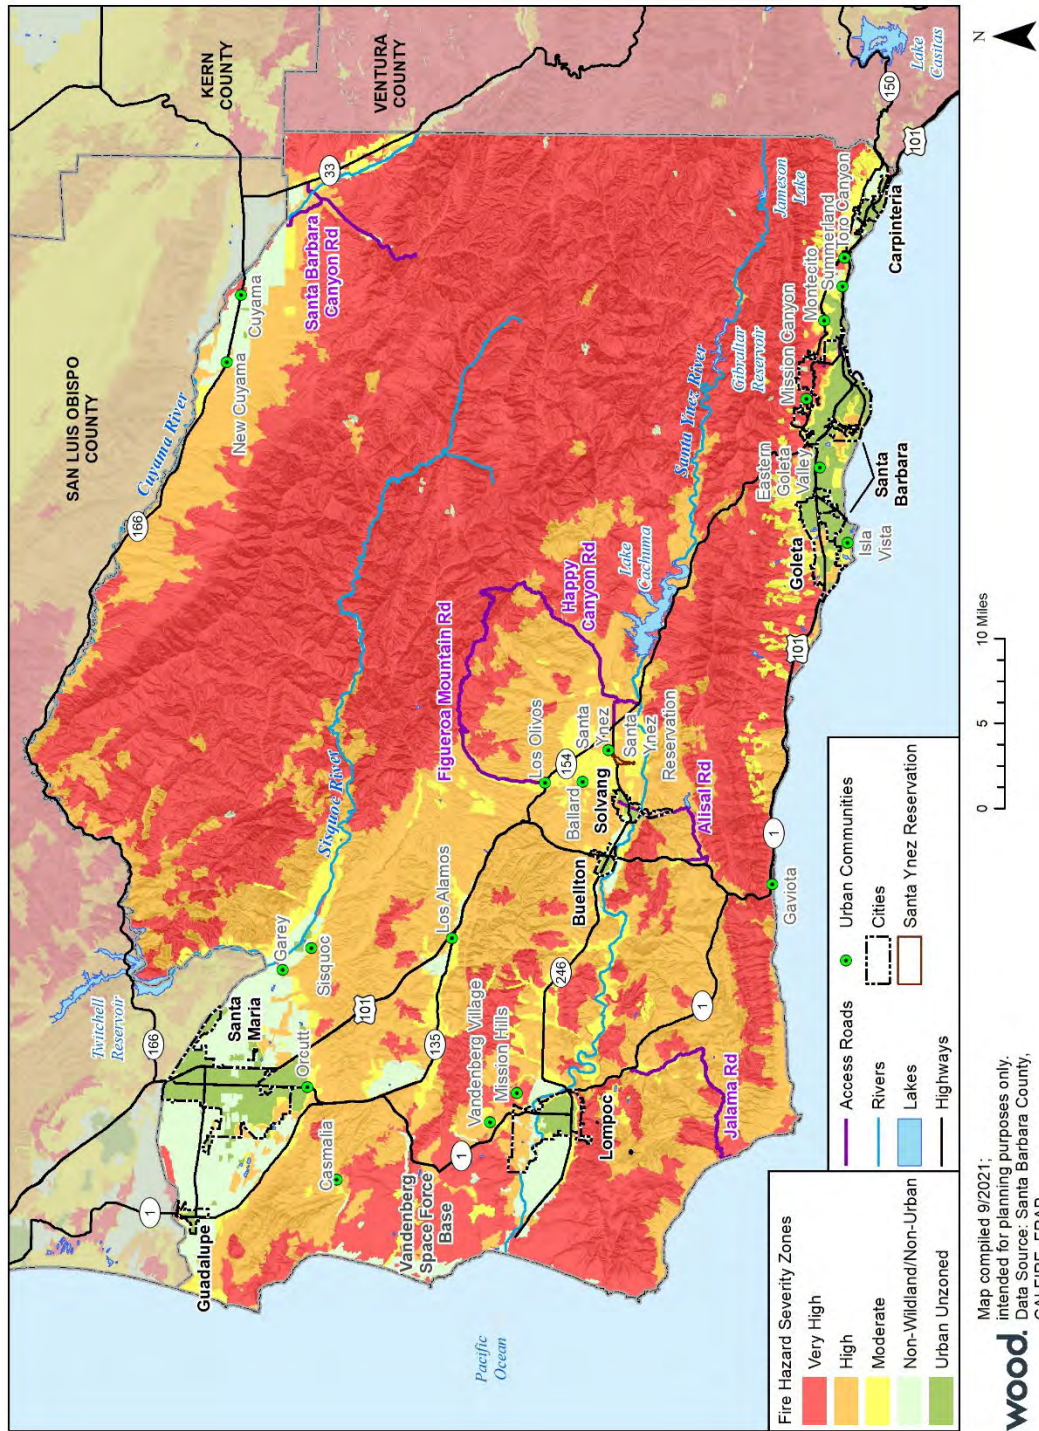 SAN LUIS OBISPO
COUNTY
KERN
COUNTY
VENTURA
COUNTY
Twitchell
Reservoir
166
1
Guadalupe
Santa
Maria
Orcutt
Garey
Sisquoc
Casmalia
101
135
Cuyama River
166
New Cuyama
Cuyama
33
Santa Barbara
Canyon Rd
Sisquoc River
Vandenberg
Space Force
Base
1
Vandenberg Village
Mission Hills
Los Alamos
Figueroa Mountain Rd
Happy
Canyon Rd
Los Olivos
154
Ballard
Santa
Ynez
Solvang
Santa
Ynez
Reservation
Buellton
246
Lompoc
Lake
Cachuma
Santa Ynez River
Gibraltar
Reservoir
Jameson
Lake
Alisal Rd
Jalama Rd
1
1
Gaviota
101
Goleta
Isla
Vista
Eastern
Goleta
Valley
Santa
Barbara
Mission Canyon
Montecito
Summerland
Toro Canyon
Carpinteria
101
150
Lake
Casitas
Pacific
Ocean
Fire Hazard Severity Zones
Very High
High
Moderate
Non-Wildland/Non-Urban
Urban Unzoned
Access Roads
Rivers
Lakes
Highways
Urban Communities
Cities
Santa Ynez Reservation
N
0
5
10 Miles
wood.
Map compiled 9/2021;
intended for planning purposes only.
Data Source: Santa Barbara County,
CAL FIRE, FRAP